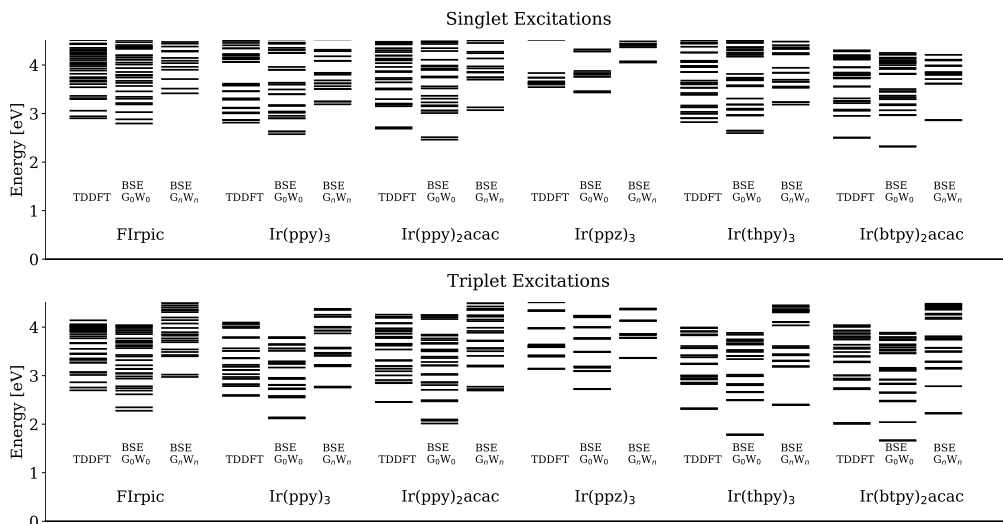 Singlet Excitations
Energy [eV]
4
3
2
1
0
TDDFT BSE G₀W₀ BSE GₙWₙ TDDFT BSE G₀W₀ BSE GₙWₙ TDDFT BSE G₀W₀ BSE GₙWₙ TDDFT BSE G₀W₀ BSE GₙWₙ TDDFT BSE G₀W₀ BSE GₙWₙ TDDFT BSE G₀W₀ BSE GₙWₙ
FIrpic Ir(ppy)₃ Ir(ppy)₂acac Ir(ppz)₃ Ir(thpy)₃ Ir(btpy)₂acac
Triplet Excitations
Energy [eV]
4
3
2
1
0
TDDFT BSE G₀W₀ BSE GₙWₙ TDDFT BSE G₀W₀ BSE GₙWₙ TDDFT BSE G₀W₀ BSE GₙWₙ TDDFT BSE G₀W₀ BSE GₙWₙ TDDFT BSE G₀W₀ BSE GₙWₙ TDDFT BSE G₀W₀ BSE GₙWₙ
FIrpic Ir(ppy)₃ Ir(ppy)₂acac Ir(ppz)₃ Ir(thpy)₃ Ir(btpy)₂acac